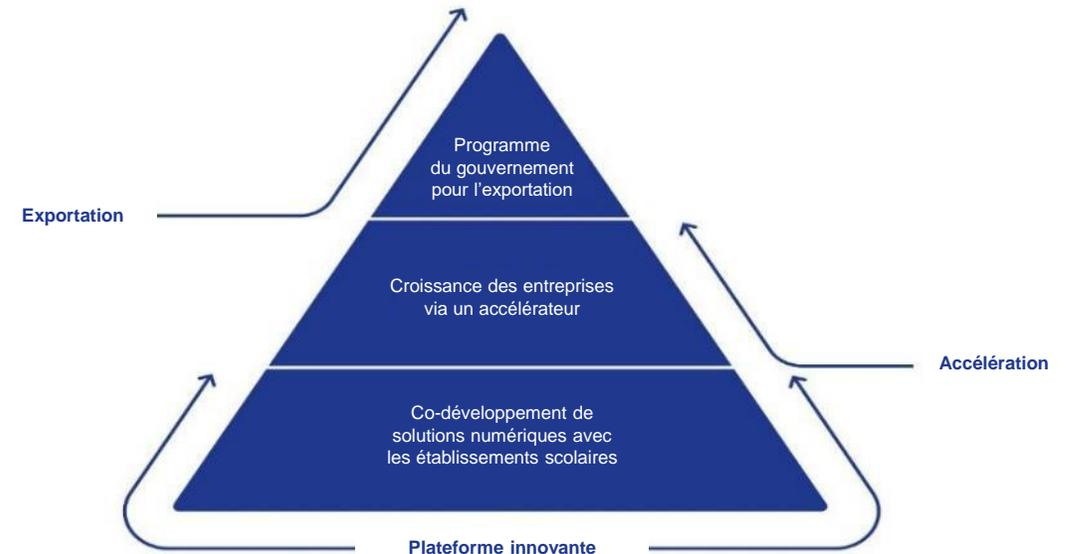 Programme
du gouvernement
pour l'exportation
Exportation
Croissance des entreprises
via un accélérateur
Accélération
Co-développement de
solutions numériques avec
les établissements scolaires
Plateforme innovante